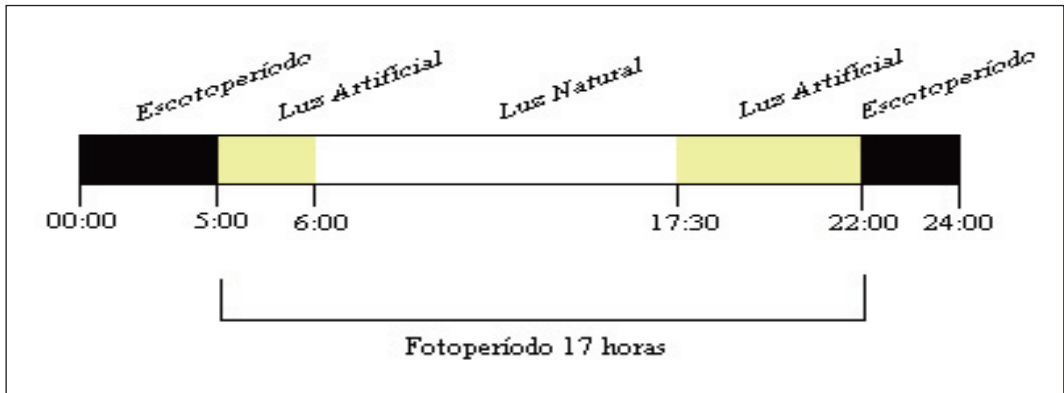 Escotoperíodo
Luz Artificial
Luz Natural
Luz Artificial
Escotoperíodo
00:00 5:00 6:00 17:30 22:00 24:00
Fotoperíodo 17 horas